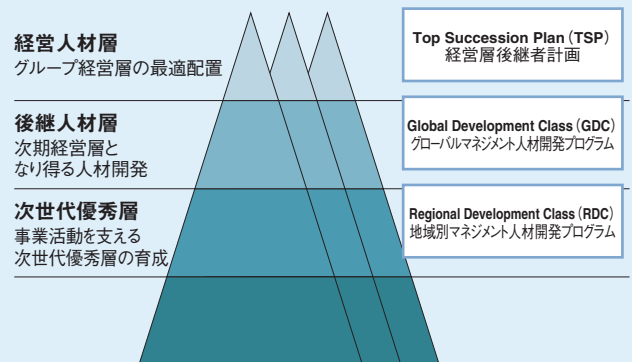 経営人材層
グループ経営層の最適配置
Top Succession Plan（TSP）
経営層後継者計画
後継人材層
次期経営層と
なり得る人材開発
Global Development Class（GDC）
グローバルマネジメント人材開発プログラム
次世代優秀層
事業活動を支える
次世代優秀層の育成
Regional Development Class（RDC）
地域別マネジメント人材開発プログラム